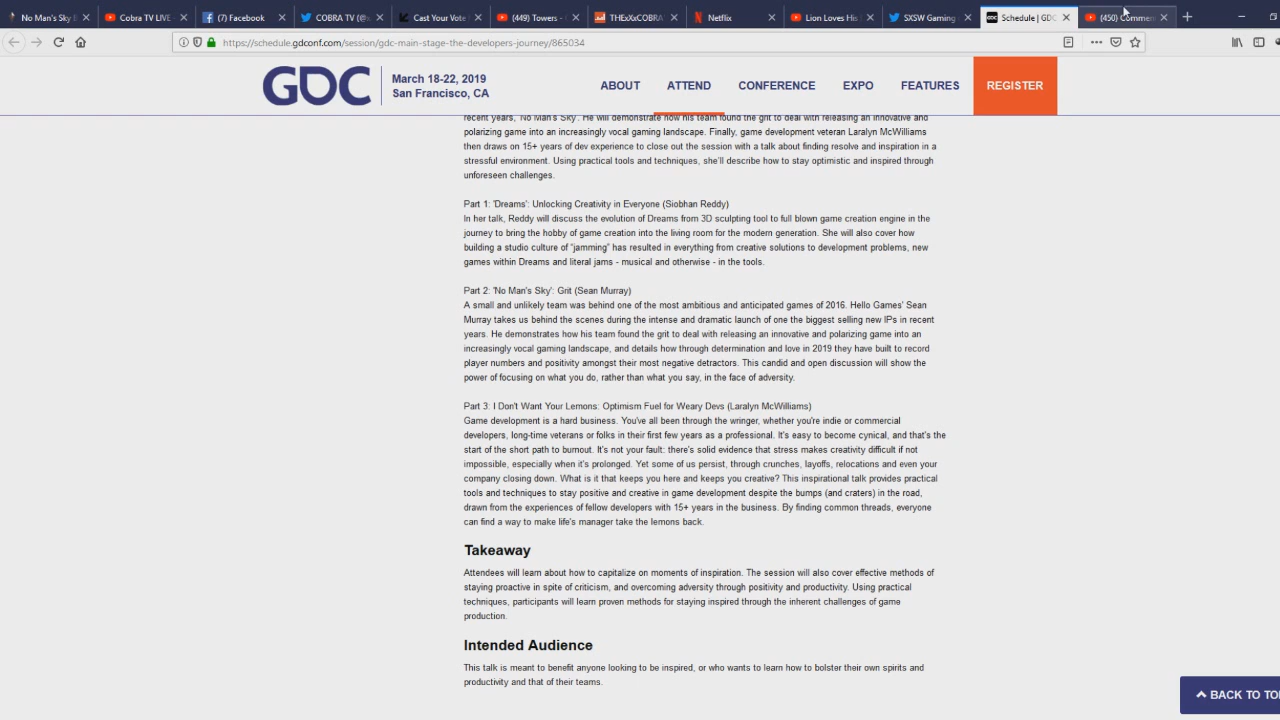 No Man's Sky
Cobra TV LIVE
(7) Facebook
COBRA TV (@x
Cast Your Vote
(449) Towers -
THExXxCOBRA
Netflix
Lion Loves His
SXSW Gaming
Schedule | GDC
(450) Commen
https://schedule.gdconf.com/session/gdc-main-stage-the-developers-journey/865034
GDC
March 18-22, 2019
San Francisco, CA
ABOUT
ATTEND
CONFERENCE
EXPO
FEATURES
REGISTER
recent years, 'No Man's Sky'. He will demonstrate how his team found the grit to deal with releasing an innovative and
polarizing game into an increasingly vocal gaming landscape. Finally, game development veteran Laralyn McWilliams
then draws on 15+ years of dev experience to close out the session with a talk about finding resolve and inspiration in a
stressful environment. Using practical tools and techniques, she'll describe how to stay optimistic and inspired through
unforeseen challenges.
Part 1: 'Dreams': Unlocking Creativity in Everyone (Siobhan Reddy)
In her talk, Reddy will discuss the evolution of Dreams from 3D sculpting tool to full blown game creation engine in the
journey to bring the hobby of game creation into the living room for the modern generation. She will also cover how
building a studio culture of "jamming" has resulted in everything from creative solutions to development problems, new
games within Dreams and literal jams - musical and otherwise - in the tools.
Part 2: 'No Man's Sky': Grit (Sean Murray)
A small and unlikely team was behind one of the most ambitious and anticipated games of 2016. Hello Games' Sean
Murray takes us behind the scenes during the intense and dramatic launch of one the biggest selling new IPs in recent
years. He demonstrates how his team found the grit to deal with releasing an innovative and polarizing game into an
increasingly vocal gaming landscape, and details how through determination and love in 2019 they have built to record
player numbers and positivity amongst their most negative detractors. This candid and open discussion will show the
power of focusing on what you do, rather than what you say, in the face of adversity.
Part 3: I Don't Want Your Lemons: Optimism Fuel for Weary Devs (Laralyn McWilliams)
Game development is a hard business. You've all been through the wringer, whether you're indie or commercial
developers, long-time veterans or folks in their first few years as a professional. It's easy to become cynical, and that's the
start of the short path to burnout. It's not your fault: there's solid evidence that stress makes creativity difficult if not
impossible, especially when it's prolonged. Yet some of us persist, through crunches, layoffs, relocations and even your
company closing down. What is it that keeps you here and keeps you creative? This inspirational talk provides practical
tools and techniques to stay positive and creative in game development despite the bumps (and craters) in the road,
drawn from the experiences of fellow developers with 15+ years in the business. By finding common threads, everyone
can find a way to make life's manager take the lemons back.
Takeaway
Attendees will learn about how to capitalize on moments of inspiration. The session will also cover effective methods of
staying proactive in spite of criticism, and overcoming adversity through positivity and productivity. Using practical
techniques, participants will learn proven methods for staying inspired through the inherent challenges of game
production.
Intended Audience
This talk is meant to benefit anyone looking to be inspired, or who wants to learn how to bolster their own spirits and
productivity and that of their teams.
BACK TO TO